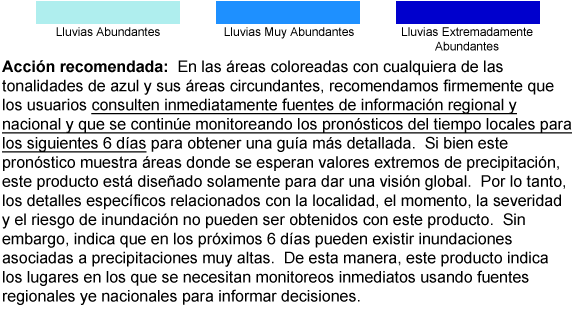 Lluvias Abundantes
Lluvias Muy Abundantes
Lluvias Extremadamente
Abundantes
Acción recomendada:  En las áreas coloreadas con cualquiera de las
tonalidades de azul y sus áreas circundantes, recomendamos firmemente que
los usuarios consulten inmediatamente fuentes de información regional y
nacional y que se continúe monitoreando los pronósticos del tiempo locales para
los siguientes 6 días para obtener una guía más detallada.  Si bien este
pronóstico muestra áreas donde se esperan valores extremos de precipitación,
este producto está diseñado solamente para dar una visión global.  Por lo tanto,
los detalles específicos relacionados con la localidad, el momento, la severidad
y el riesgo de inundación no pueden ser obtenidos con este producto.  Sin
embargo, indica que en los próximos 6 días pueden existir inundaciones
asociadas a precipitaciones muy altas.  De esta manera, este producto indica
los lugares en los que se necesitan monitoreos inmediatos usando fuentes
regionales ye nacionales para informar decisiones.